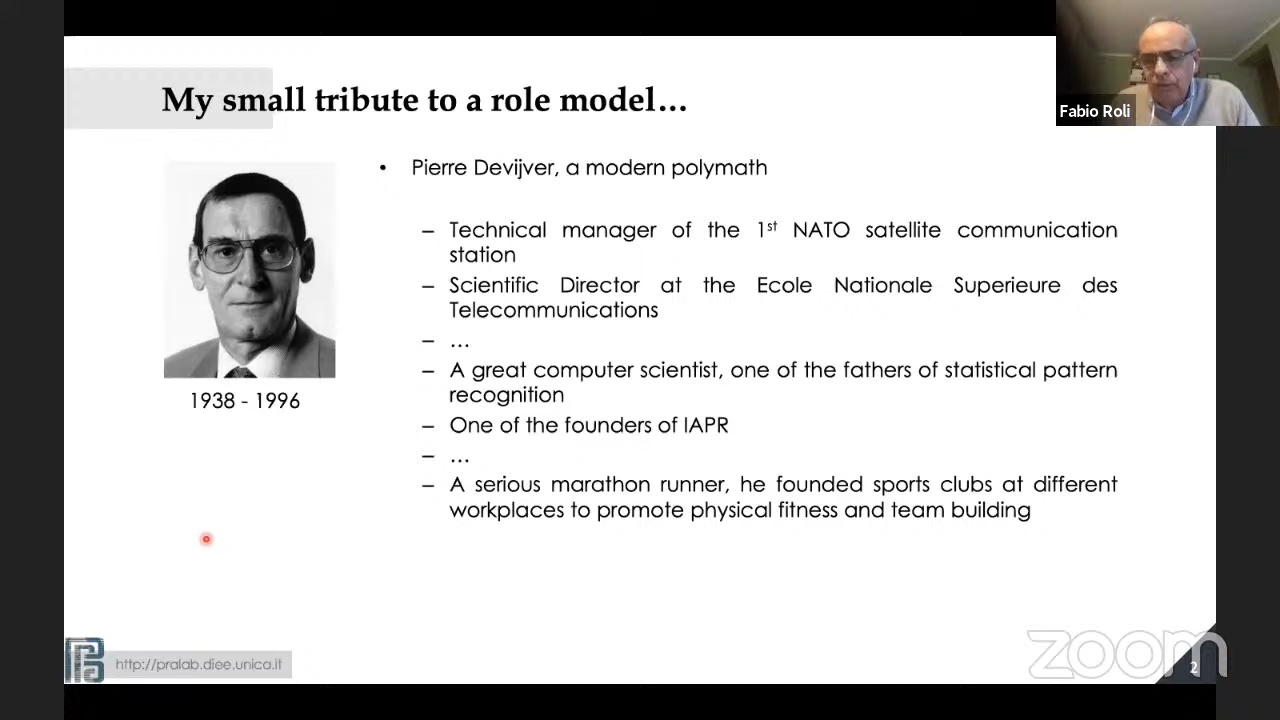 My small tribute to a role model…
Fabio Roli
• Pierre Devijver, a modern polymath
– Technical manager of the 1st NATO satellite communication
station
– Scientific Director at the Ecole Nationale Superieure des
Telecommunications
– …
– A great computer scientist, one of the fathers of statistical pattern
recognition
– One of the founders of IAPR
– …
– A serious marathon runner, he founded sports clubs at different
workplaces to promote physical fitness and team building
1938 - 1996
http://pralab.diee.unica.it
zoom
2